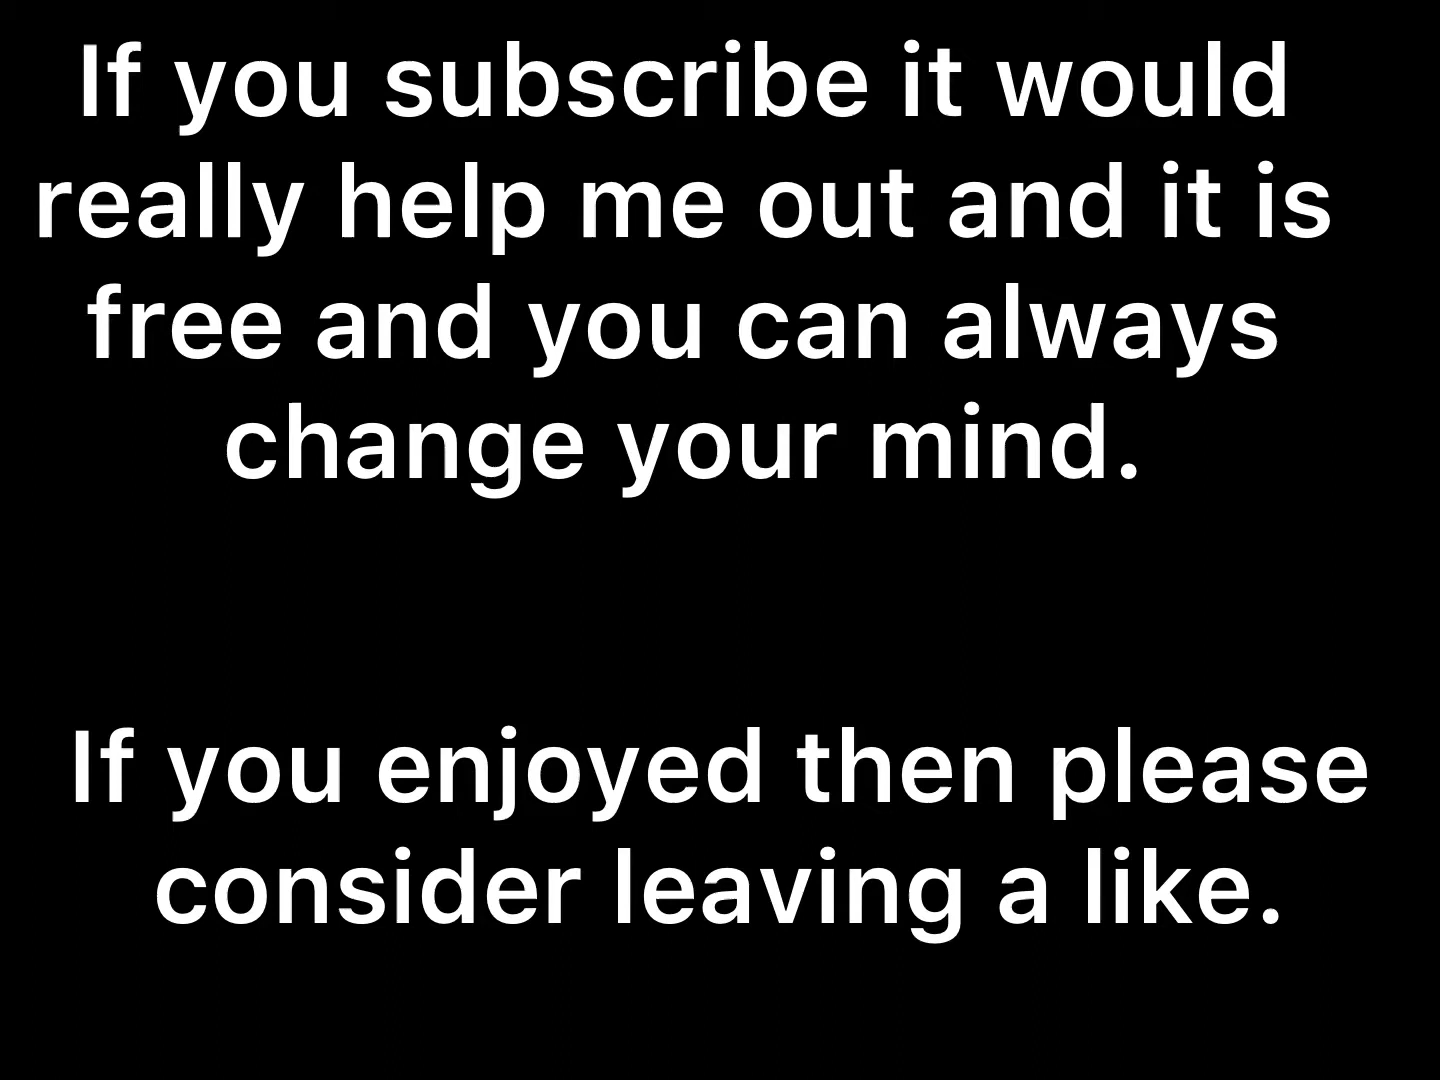 If you subscribe it would
really help me out and it is
free and you can always
change your mind.
If you enjoyed then please
consider leaving a like.